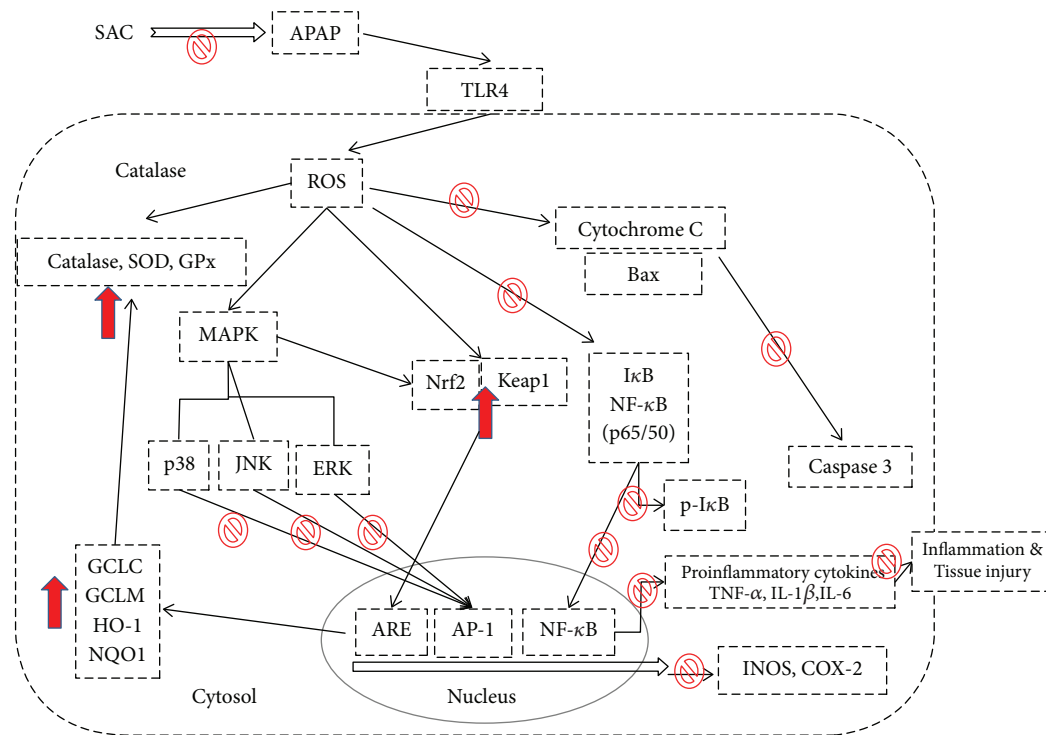 SAC
APAP
TLR4
Catalase
ROS
Cytochrome C
Bax
Catalase, SOD, GPx
MAPK
Nrf2
Keap1
IκB
NF-κB
(p65/50)
p38
JNK
ERK
Caspase 3
p-IκB
GCLC
GCLM
HO-1
NQO1
Proinflammatory cytokines
TNF-α, IL-1β,IL-6
Inflammation &
Tissue injury
ARE
AP-1
NF-κB
INOS, COX-2
Cytosol
Nucleus